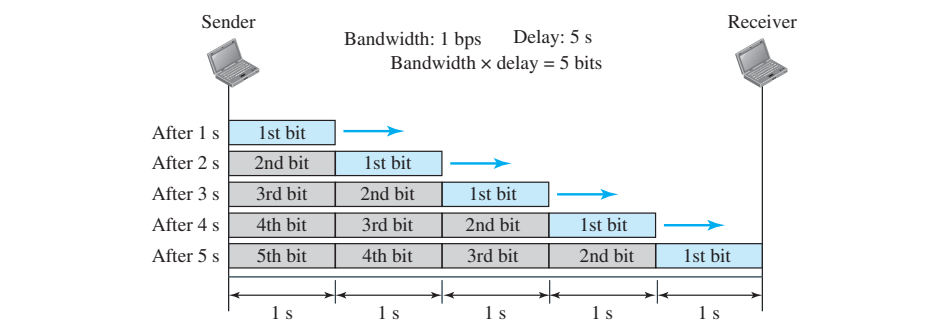 Sender
Receiver
Bandwidth: 1 bps Delay: 5 s
Bandwidth × delay = 5 bits
After 1 s 1st bit
After 2 s 2nd bit 1st bit
After 3 s 3rd bit 2nd bit 1st bit
After 4 s 4th bit 3rd bit 2nd bit 1st bit
After 5 s 5th bit 4th bit 3rd bit 2nd bit 1st bit
1 s 1 s 1 s 1 s 1 s